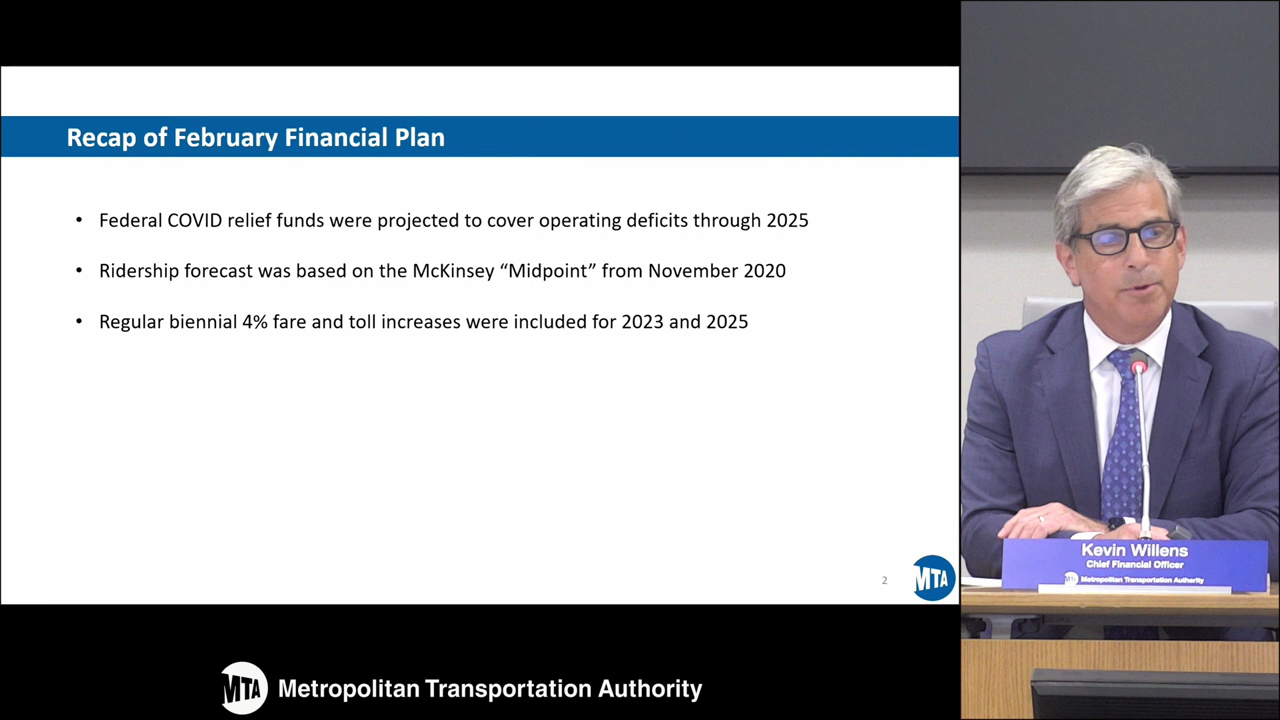 Recap of February Financial Plan
• Federal COVID relief funds were projected to cover operating deficits through 2025
• Ridership forecast was based on the McKinsey “Midpoint” from November 2020
• Regular biennial 4% fare and toll increases were included for 2023 and 2025
2
MTA
Kevin Willens
Chief Financial Officer
MTA Metropolitan Transportation Authority
MTA Metropolitan Transportation Authority